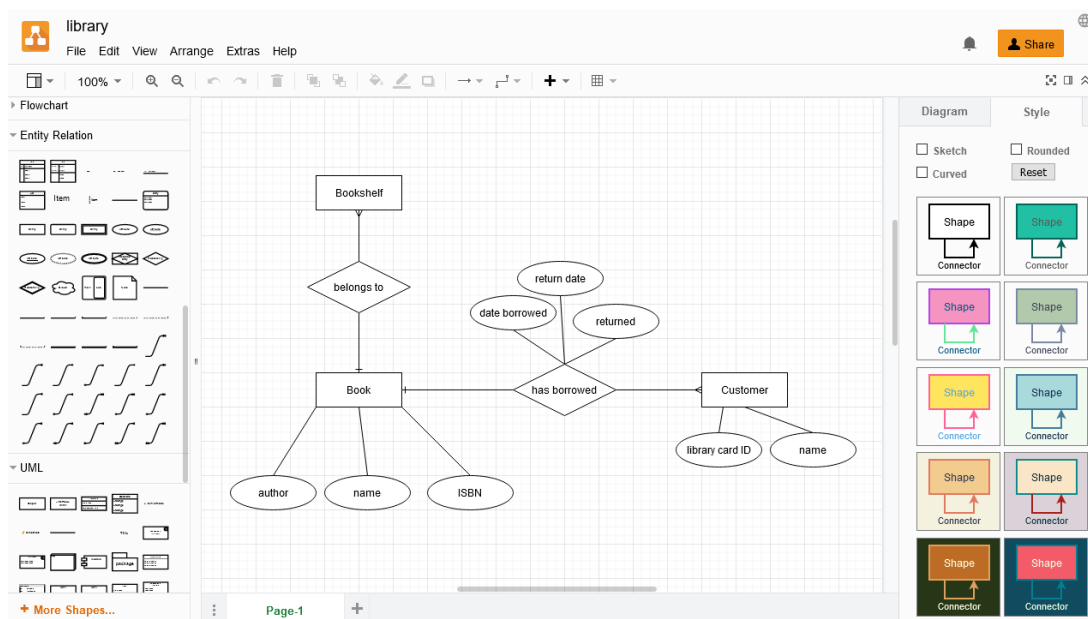 library
File Edit View Arrange Extras Help
Share
100%
Flowchart
Entity Relation
Item
UML
package
+ More Shapes...
Bookshelf
belongs to
return date
date borrowed
returned
Book
has borrowed
Customer
library card ID
name
author
name
ISBN
Page-1
Diagram
Style
Sketch
Rounded
Curved
Reset
Shape
Shape
Connector
Connector
Shape
Shape
Connector
Connector
Shape
Shape
Connector
Connector
Shape
Shape
Connector
Connector
Shape
Shape
Connector
Connector